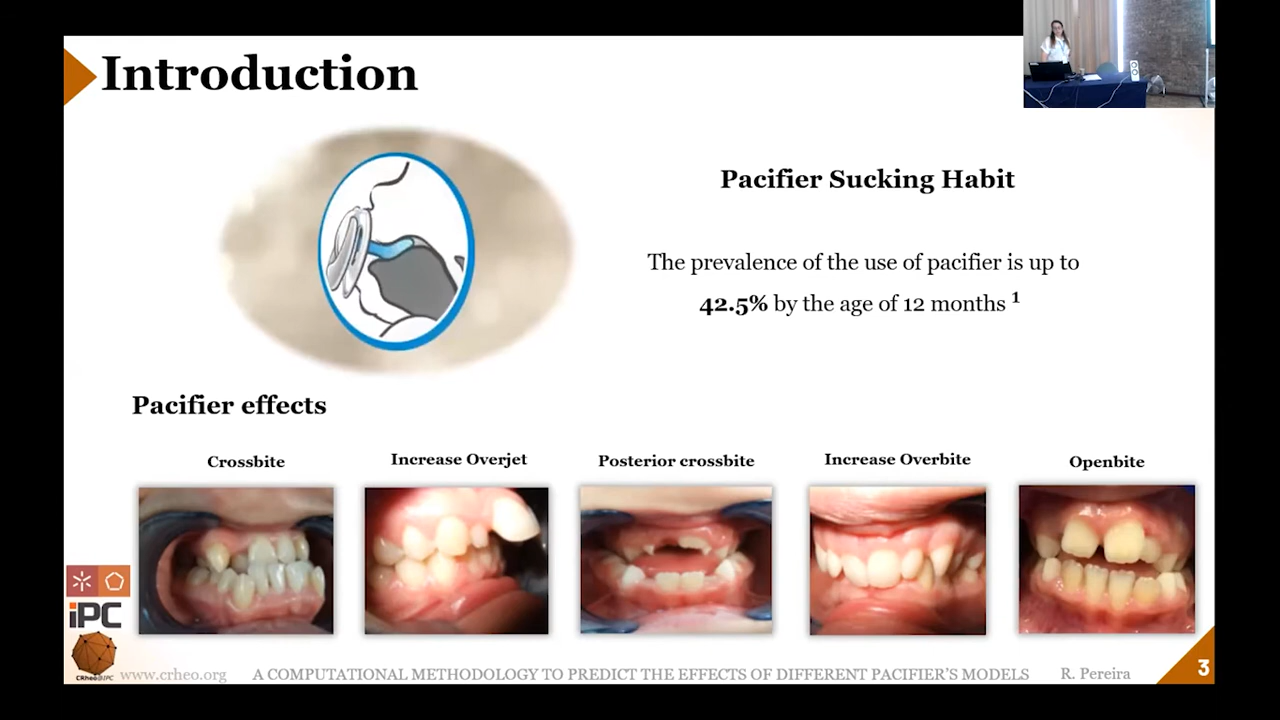 Introduction
Pacifier Sucking Habit
The prevalence of the use of pacifier is up to
42.5% by the age of 12 months ¹
Pacifier effects
Crossbite
Increase Overjet
Posterior crossbite
Increase Overbite
Openbite
iPC
CRheo@IPC
www.crheo.org
A COMPUTATIONAL METHODOLOGY TO PREDICT THE EFFECTS OF DIFFERENT PACIFIER'S MODELS
R. Pereira
3